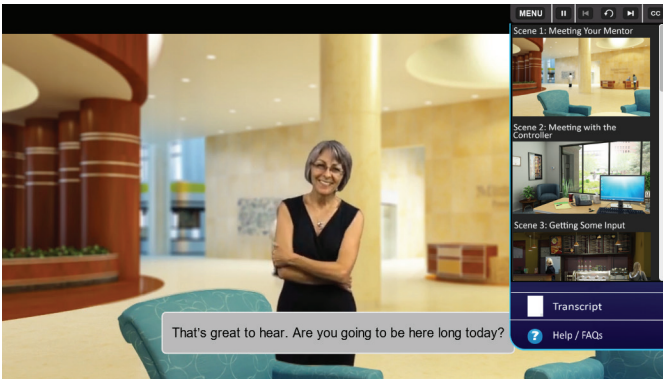 MENU
CC
Scene 1: Meeting Your Mentor
Scene 2: Meeting with the
Controller
Scene 3: Getting Some Input
Transcript
? Help / FAQs
That's great to hear. Are you going to be here long today?